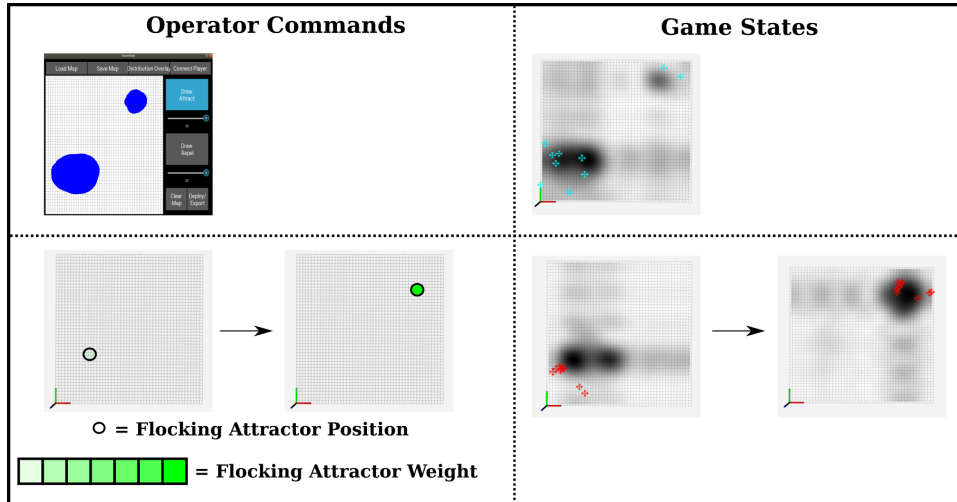 Operator Commands
Game States
Load Map
Save Map
Distribution Overlay
Connect Player
Draw
Attract
Draw
Repel
Clear
Map
Deploy/
Export
= Flocking Attractor Position
= Flocking Attractor Weight